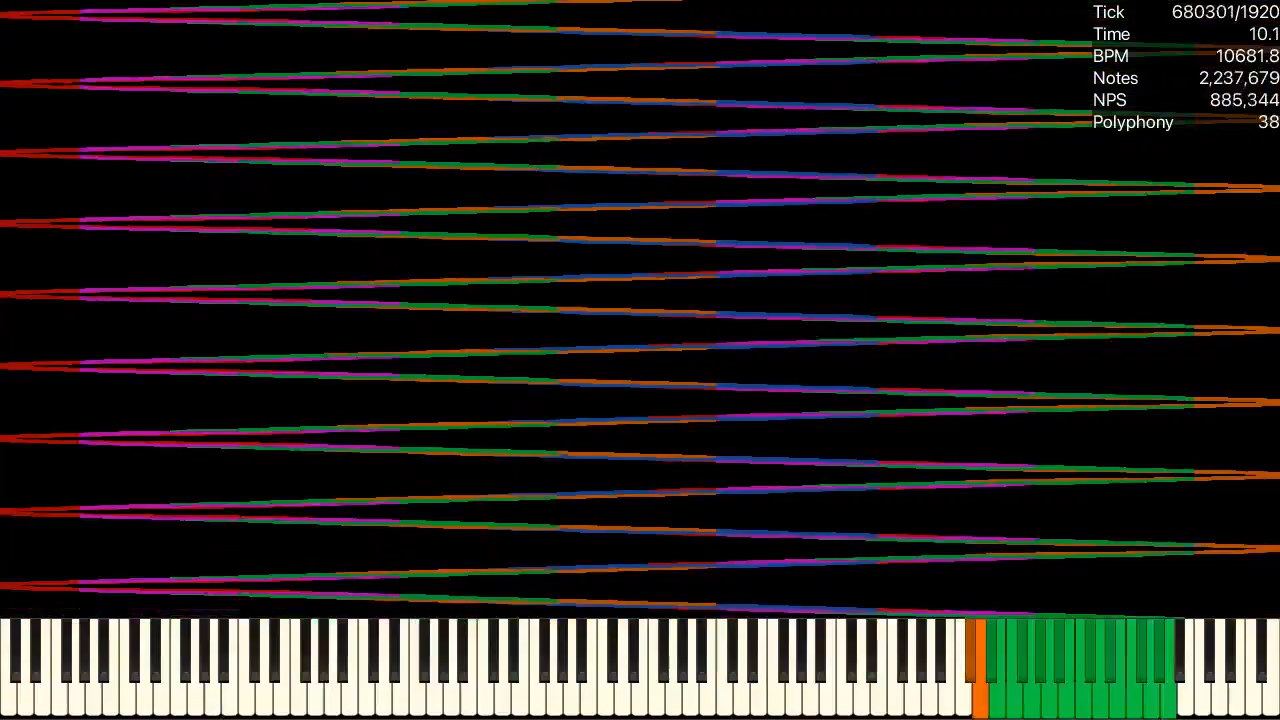 Tick 680301/1920
Time 10.1
BPM 10681.8
Notes 2,237,679
NPS 885,344
Polyphony 38